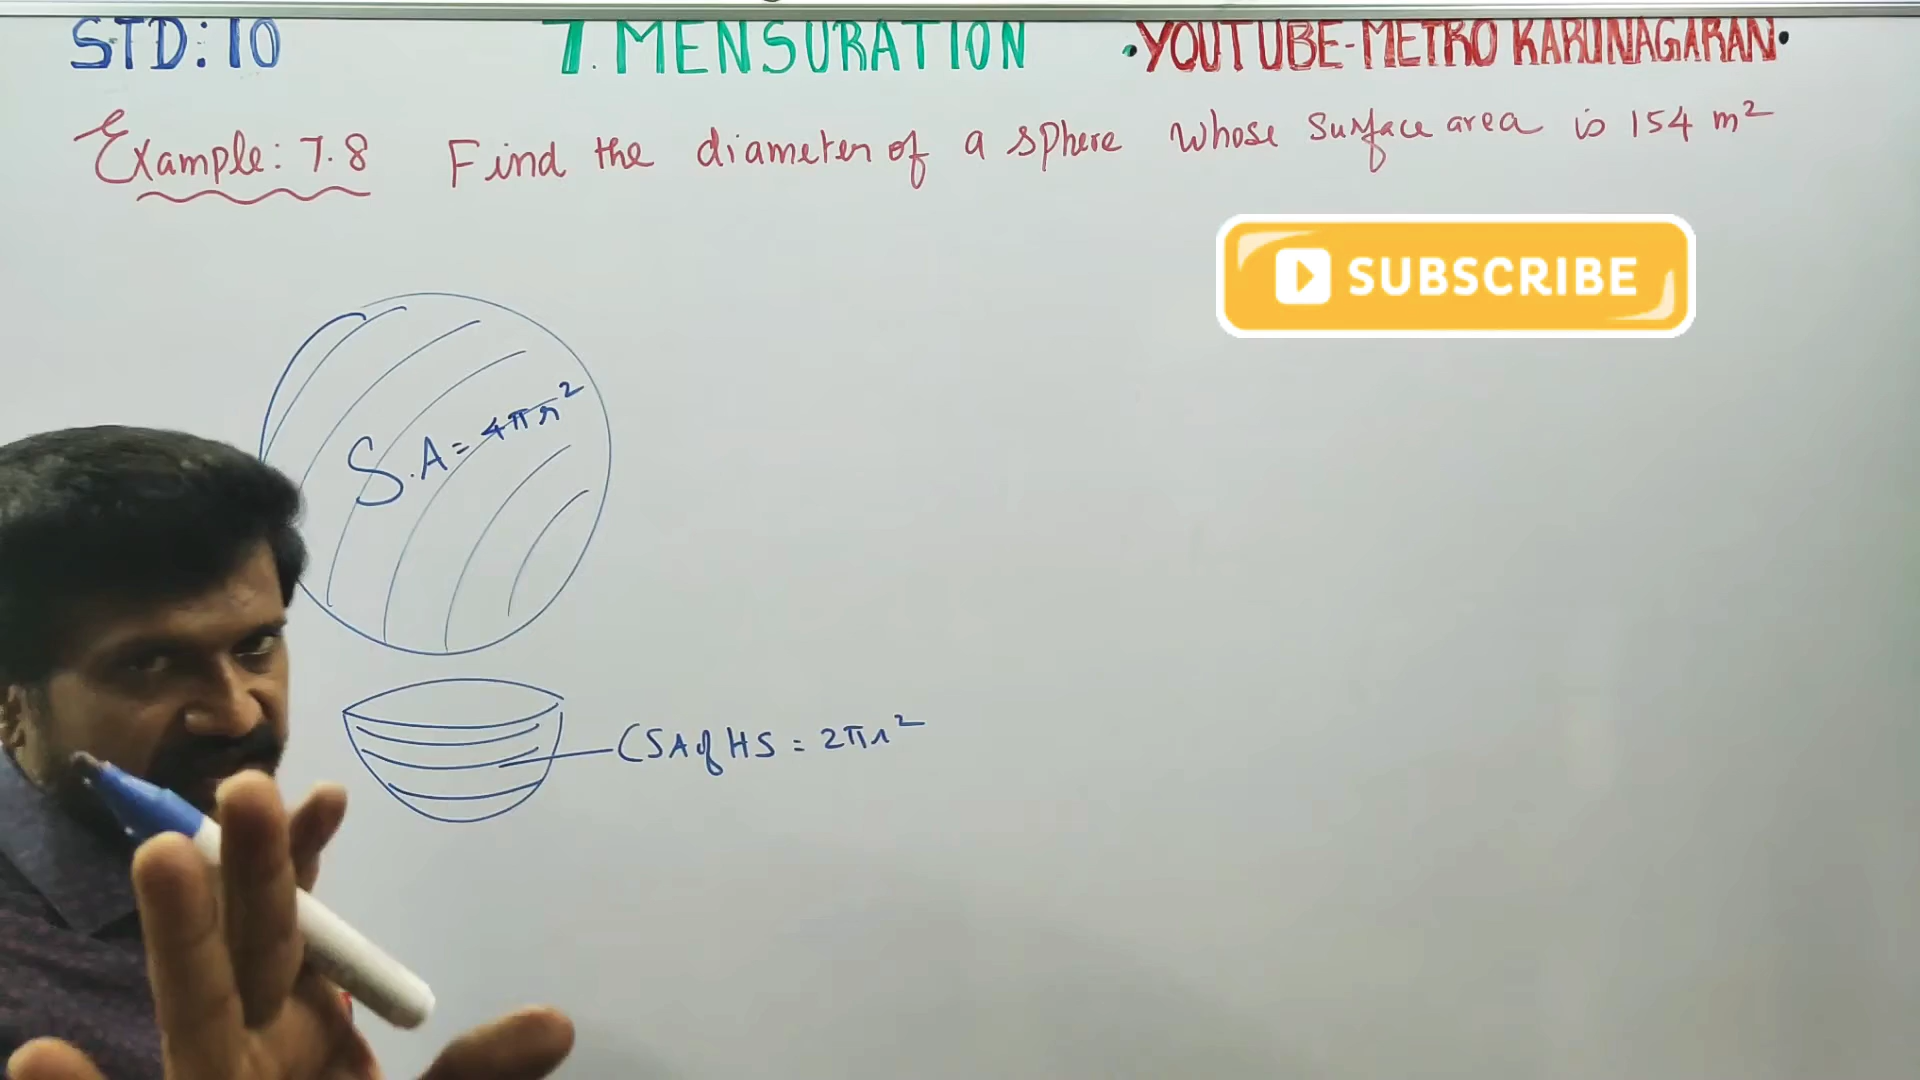 STD: 10 7. MENSURATION • YOUTUBE-METRO KARUNAGARAN •
Example: 7.8 Find the diameter of a sphere whose surface area is 154 m²
SUBSCRIBE
S.A = 4πr²
CSA of HS = 2πr²